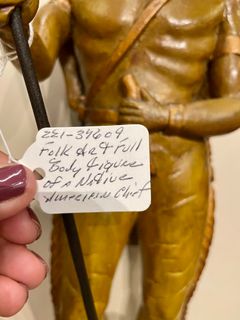 221-34609
Folk Art Full
Body Figure
of a Native
American Chief